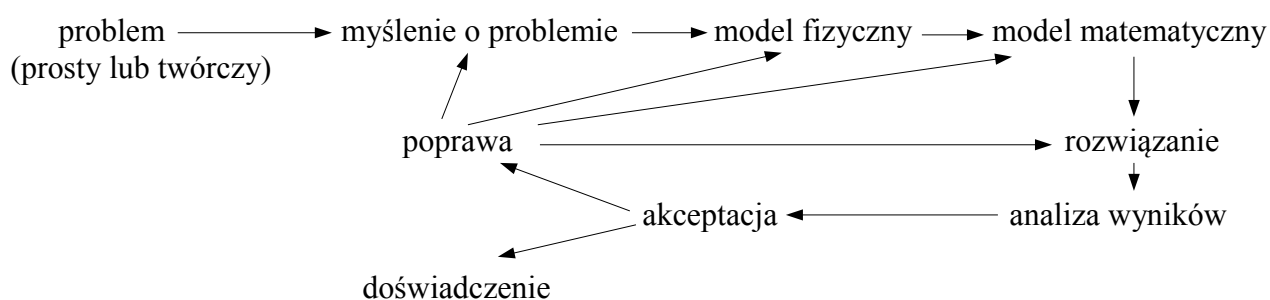 problem myślenie o problemie model fizyczny model matematyczny
(prosty lub twórczy)
poprawa rozwiązanie
akceptacja analiza wyników
doświadczenie